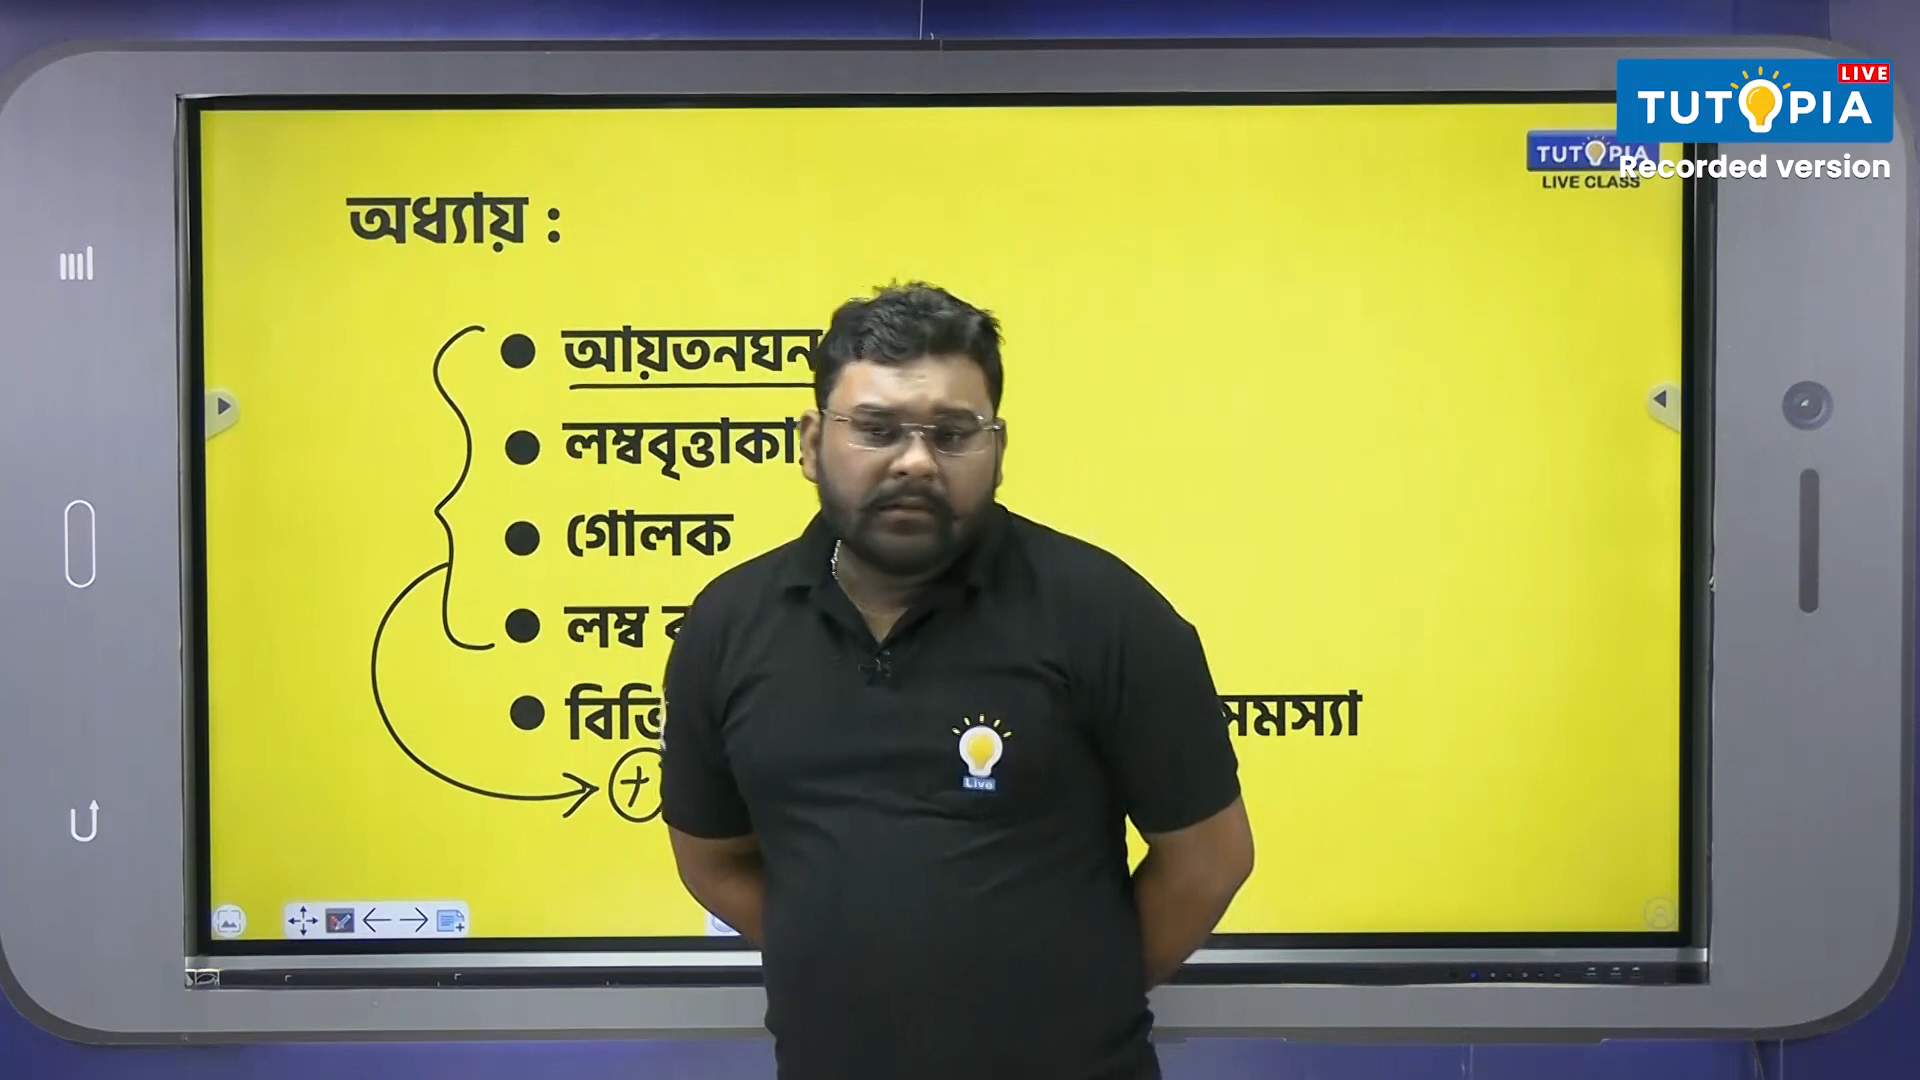 LIVE
TUTOPIA
Recorded version
TUTOPIA
LIVE CLASS
অধ্যায় :
আয়তনঘন
লম্ববৃত্তাকা
গোলক
লম্ব
সমস্যা
+
Live